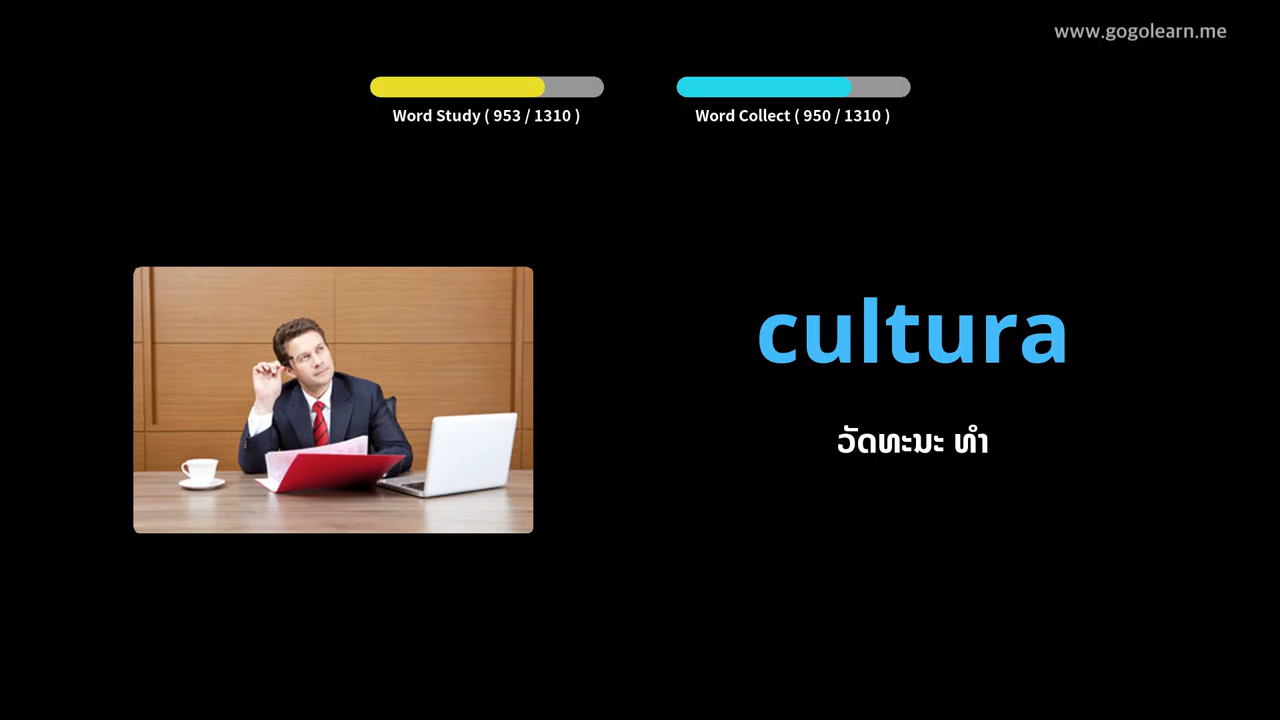 www.gogolearn.me
Word Study ( 953 / 1310 )
Word Collect ( 950 / 1310 )
cultura
ວັດທະນະ ທຳ